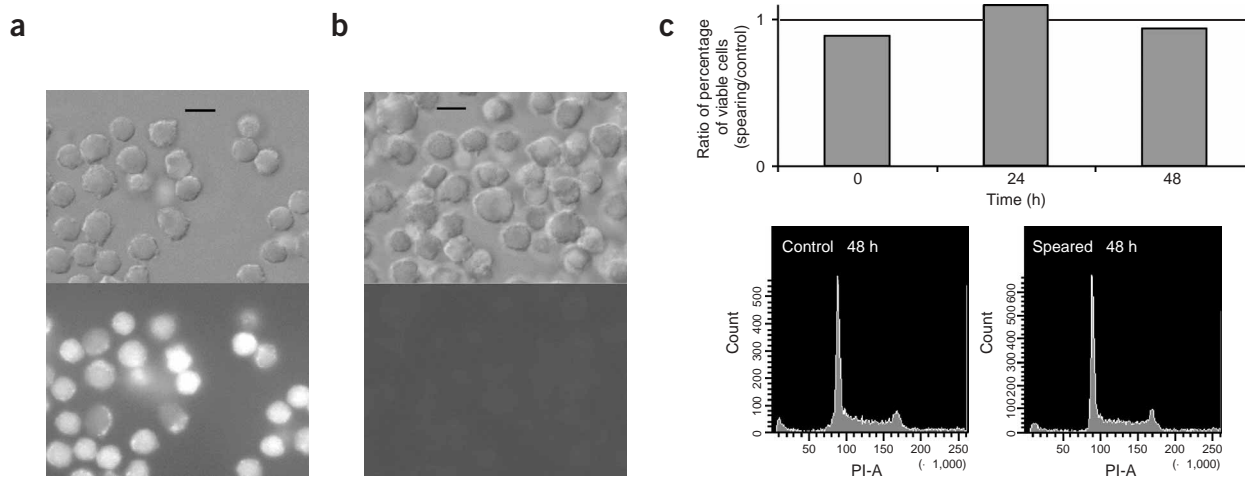 a
b
c
Ratio of percentage
of viable cells
(spearing/control)
1
0
0
24
48
Time (h)
Control 48 h
Count
500
400
300
200
100
0
50
100
150
200
250
(· 1,000)
PI-A
Speared 48 h
Count
600
500
400
300
200
100
0
50
100
150
200
250
(· 1,000)
PI-A